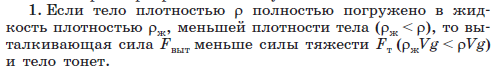 1. Если тело плотностью ρ полностью погружено в жид-
кость плотностью ρж, меньшей плотности тела (ρж < ρ), то вы-
талкивающая сила Fвыт меньше силы тяжести Fт (ρжVg < ρVg)
и тело тонет.